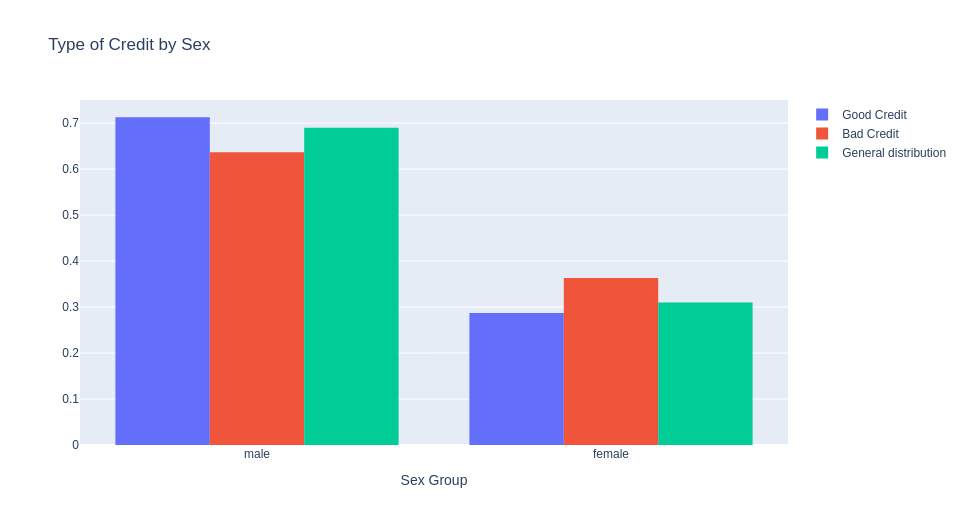 Type of Credit by Sex
Good Credit
Bad Credit
General distribution
0.7
0.6
0.5
0.4
0.3
0.2
0.1
0
male
female
Sex Group